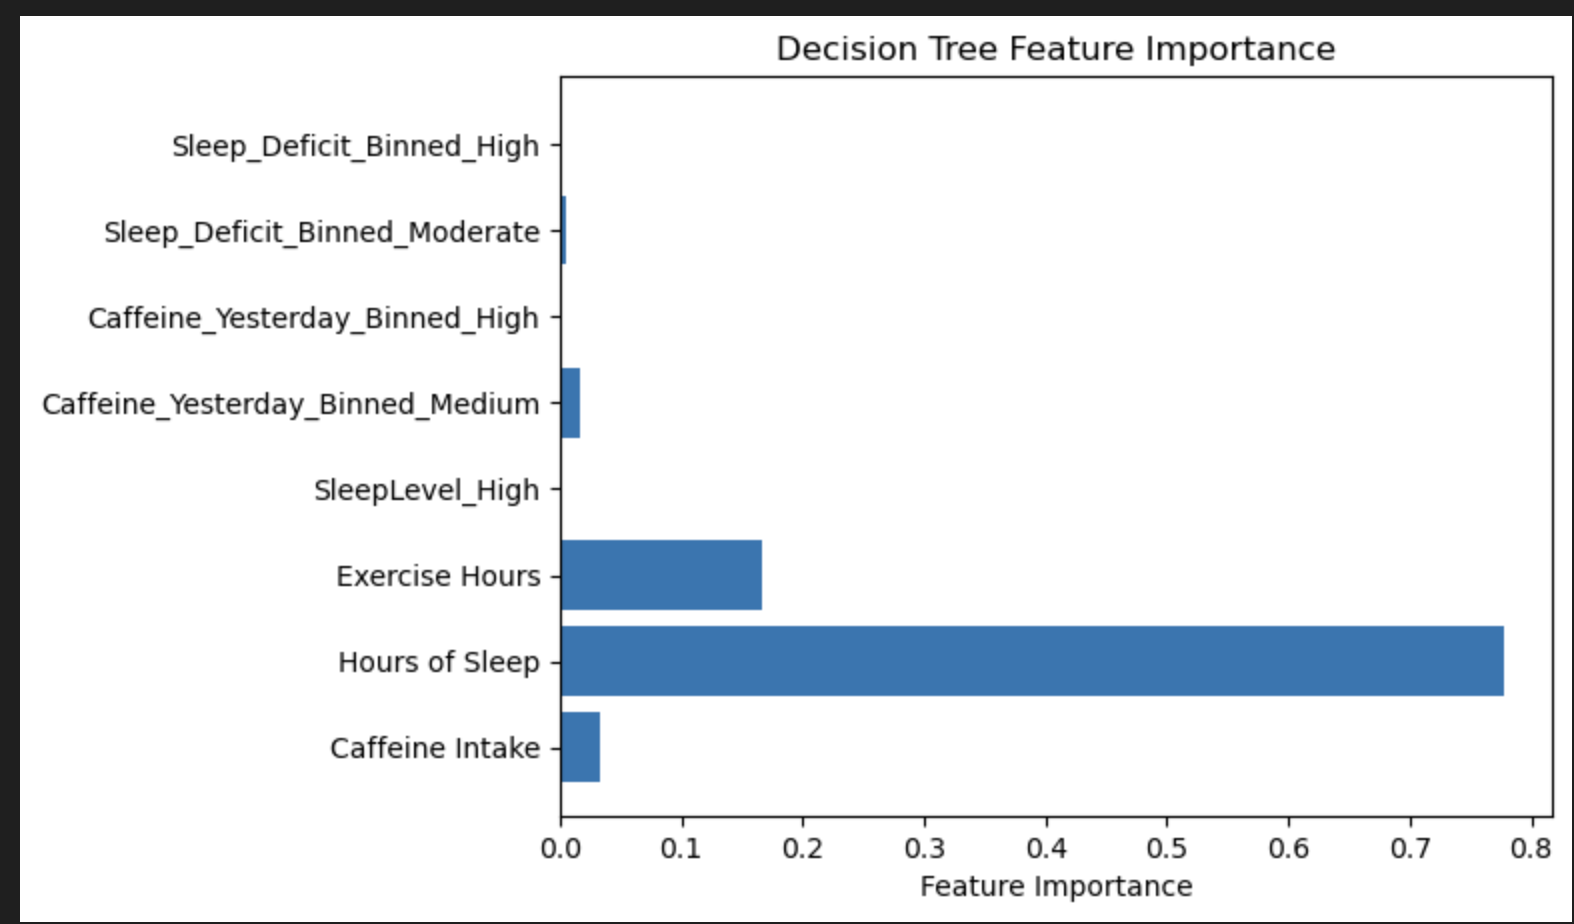 Decision Tree Feature Importance
Sleep_Deficit_Binned_High
Sleep_Deficit_Binned_Moderate
Caffeine_Yesterday_Binned_High
Caffeine_Yesterday_Binned_Medium
SleepLevel_High
Exercise Hours
Hours of Sleep
Caffeine Intake
0.0 0.1 0.2 0.3 0.4 0.5 0.6 0.7 0.8
Feature Importance